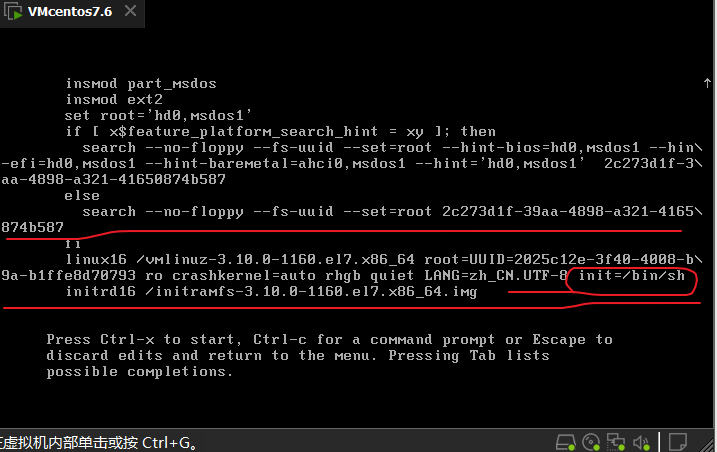 VMcentos7.6
insmod part_msdos
insmod ext2
set root='hd0,msdos1'
if [ x$feature_platform_search_hint = xy ]; then
search --no-floppy --fs-uuid --set=root --hint-bios=hd0,msdos1 --hin\
-efi=hd0,msdos1 --hint-baremetal=ahci0,msdos1 --hint='hd0,msdos1'  2c273d1f-3\
aa-4898-a321-41650874b587
else
search --no-floppy --fs-uuid --set=root 2c273d1f-39aa-4898-a321-4165\
874b587
fi
linux16 /vmlinuz-3.10.0-1160.el7.x86_64 root=UUID=2025c12e-3f40-4008-b\
9a-b1ffe8d70793 ro crashkernel=auto rhgb quiet LANG=zh_CN.UTF-8 init=/bin/sh
initrd16 /initramfs-3.10.0-1160.el7.x86_64.img
Press Ctrl-x to start, Ctrl-c for a command prompt or Escape to
discard edits and return to the menu. Pressing Tab lists
possible completions.
虚拟机内部单击或按 Ctrl+G。